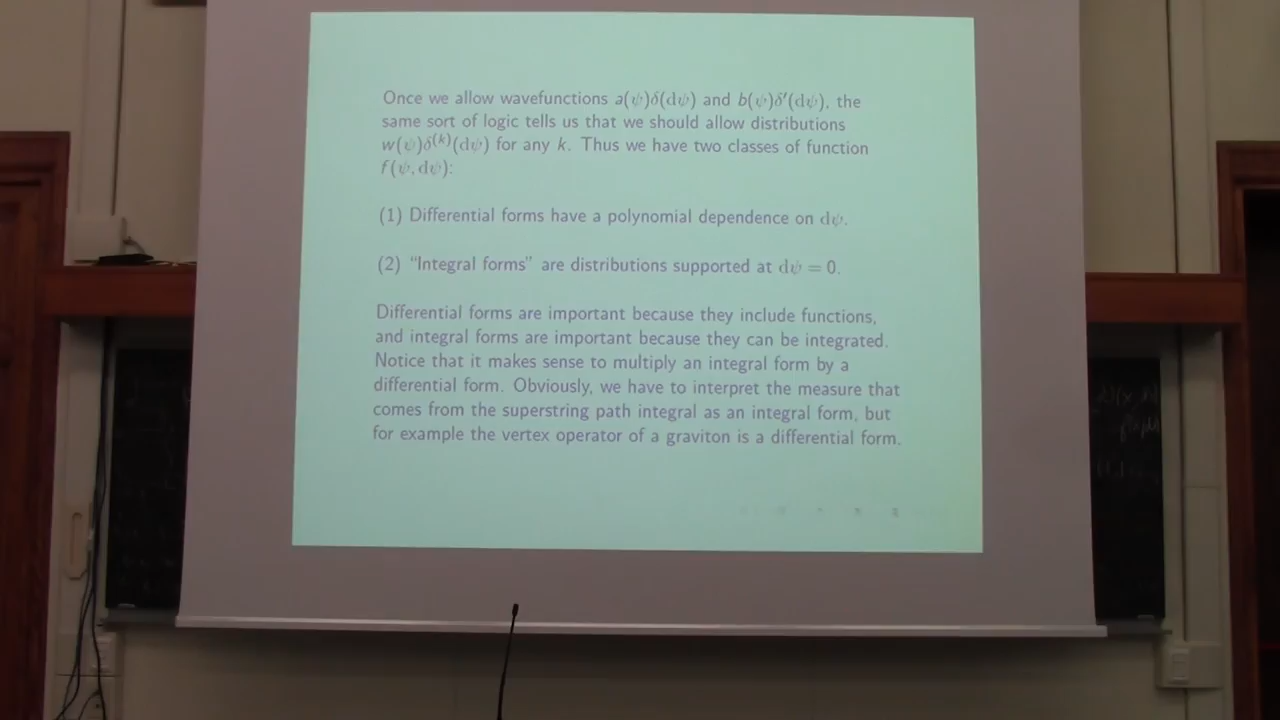 Once we allow wavefunctions a(ψ)δ(dψ) and b(ψ)δ′(dψ), the
same sort of logic tells us that we should allow distributions
w(ψ)δ⁽ᵏ⁾(dψ) for any k. Thus we have two classes of function
f(ψ, dψ):
(1) Differential forms have a polynomial dependence on dψ.
(2) “Integral forms” are distributions supported at dψ = 0.
Differential forms are important because they include functions,
and integral forms are important because they can be integrated.
Notice that it makes sense to multiply an integral form by a
differential form. Obviously, we have to interpret the measure that
comes from the superstring path integral as an integral form, but
for example the vertex operator of a graviton is a differential form.